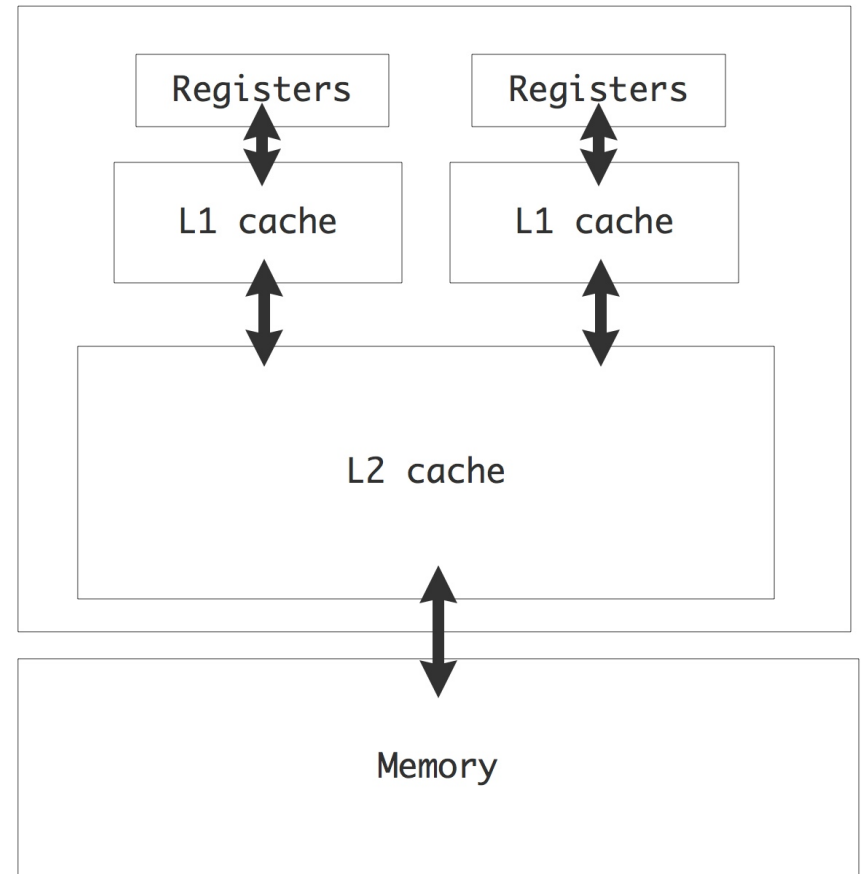 Registers
Registers
L1 cache
L1 cache
L2 cache
Memory